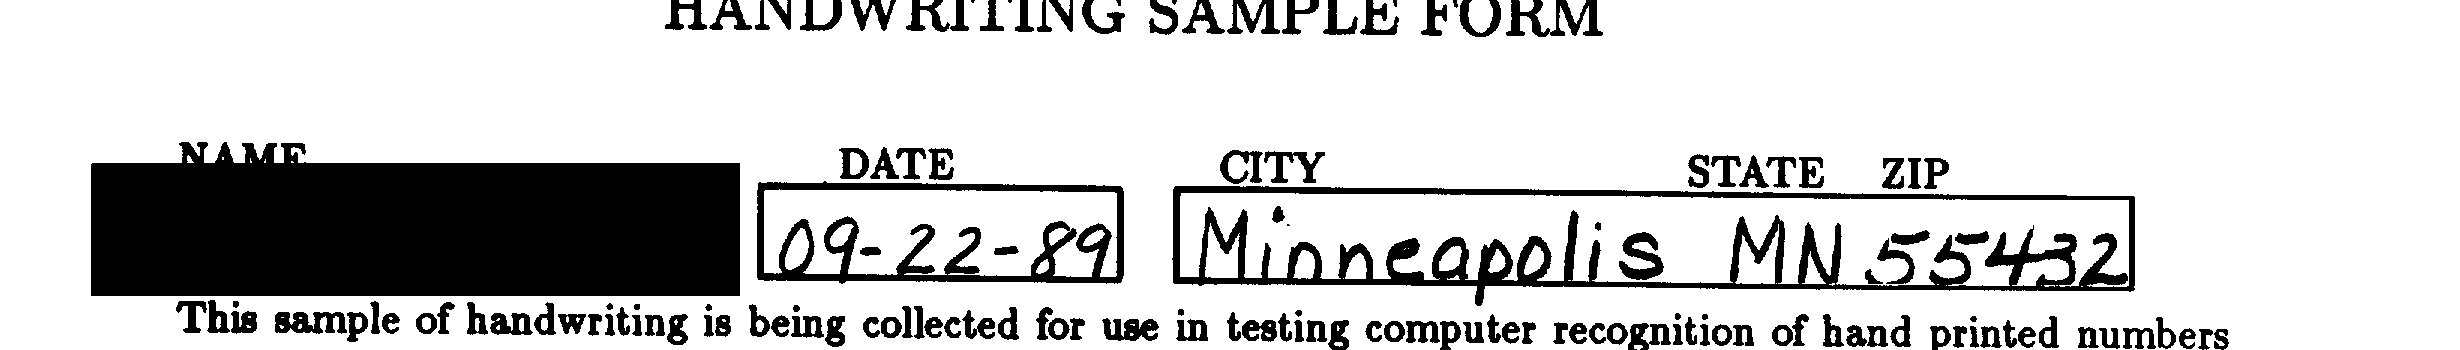 HANDWRITING SAMPLE FORM
NAME DATE CITY STATE ZIP
09-22-89 Minneapolis MN 55432
This sample of handwriting is being collected for use in testing computer recognition of hand printed numbers